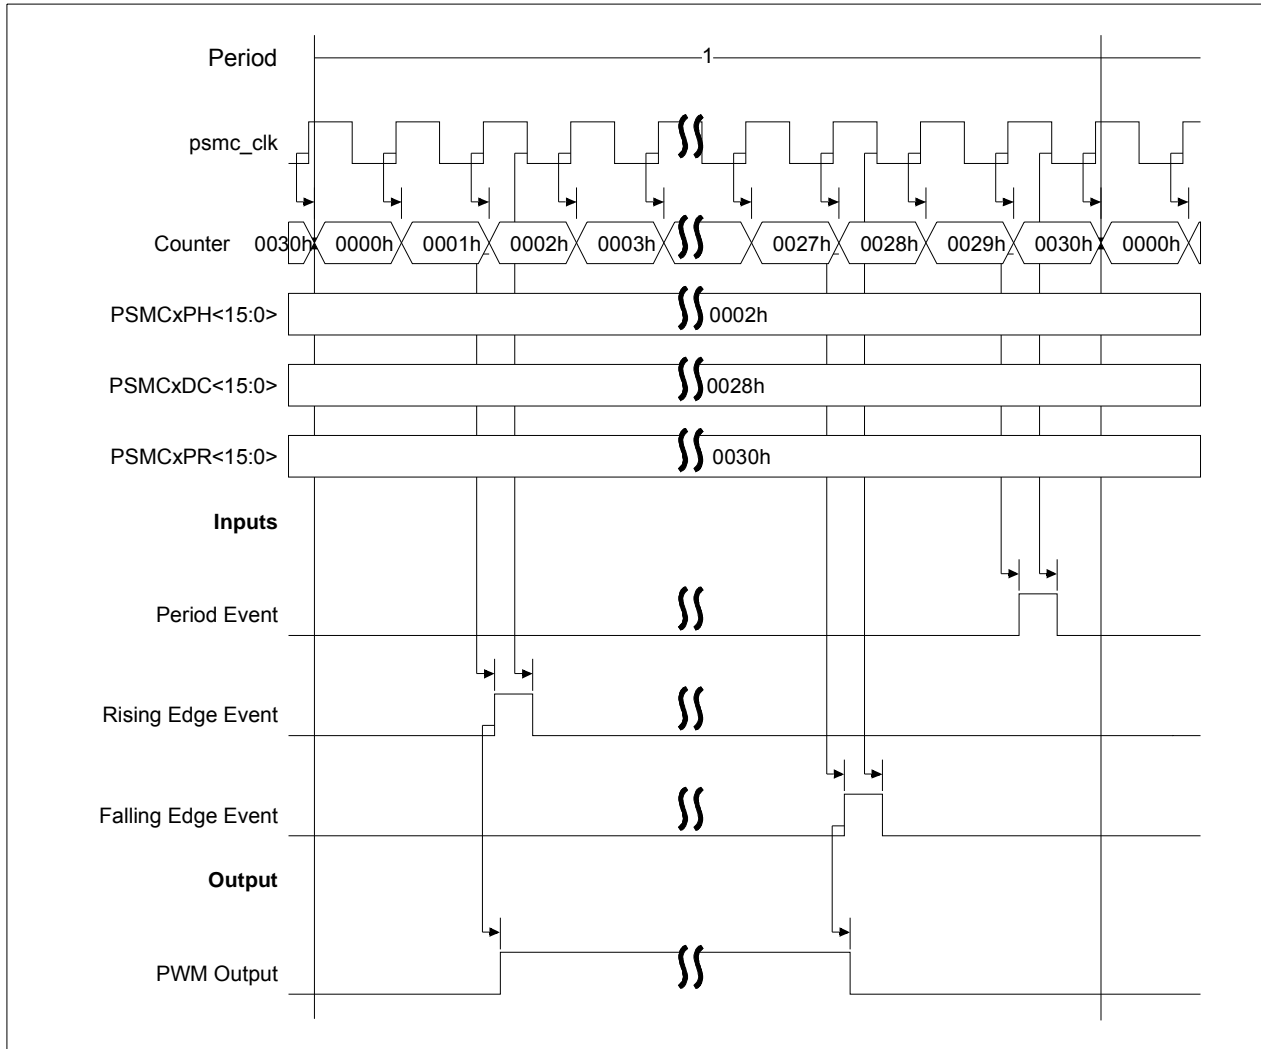 Period 1
psmc_clk
Counter 0030h 0000h 0001h 0002h 0003h 0027h 0028h 0029h 0030h 0000h
PSMCxPH<15:0> 0002h
PSMCxDC<15:0> 0028h
PSMCxPR<15:0> 0030h
Inputs
Period Event
Rising Edge Event
Falling Edge Event
Output
PWM Output